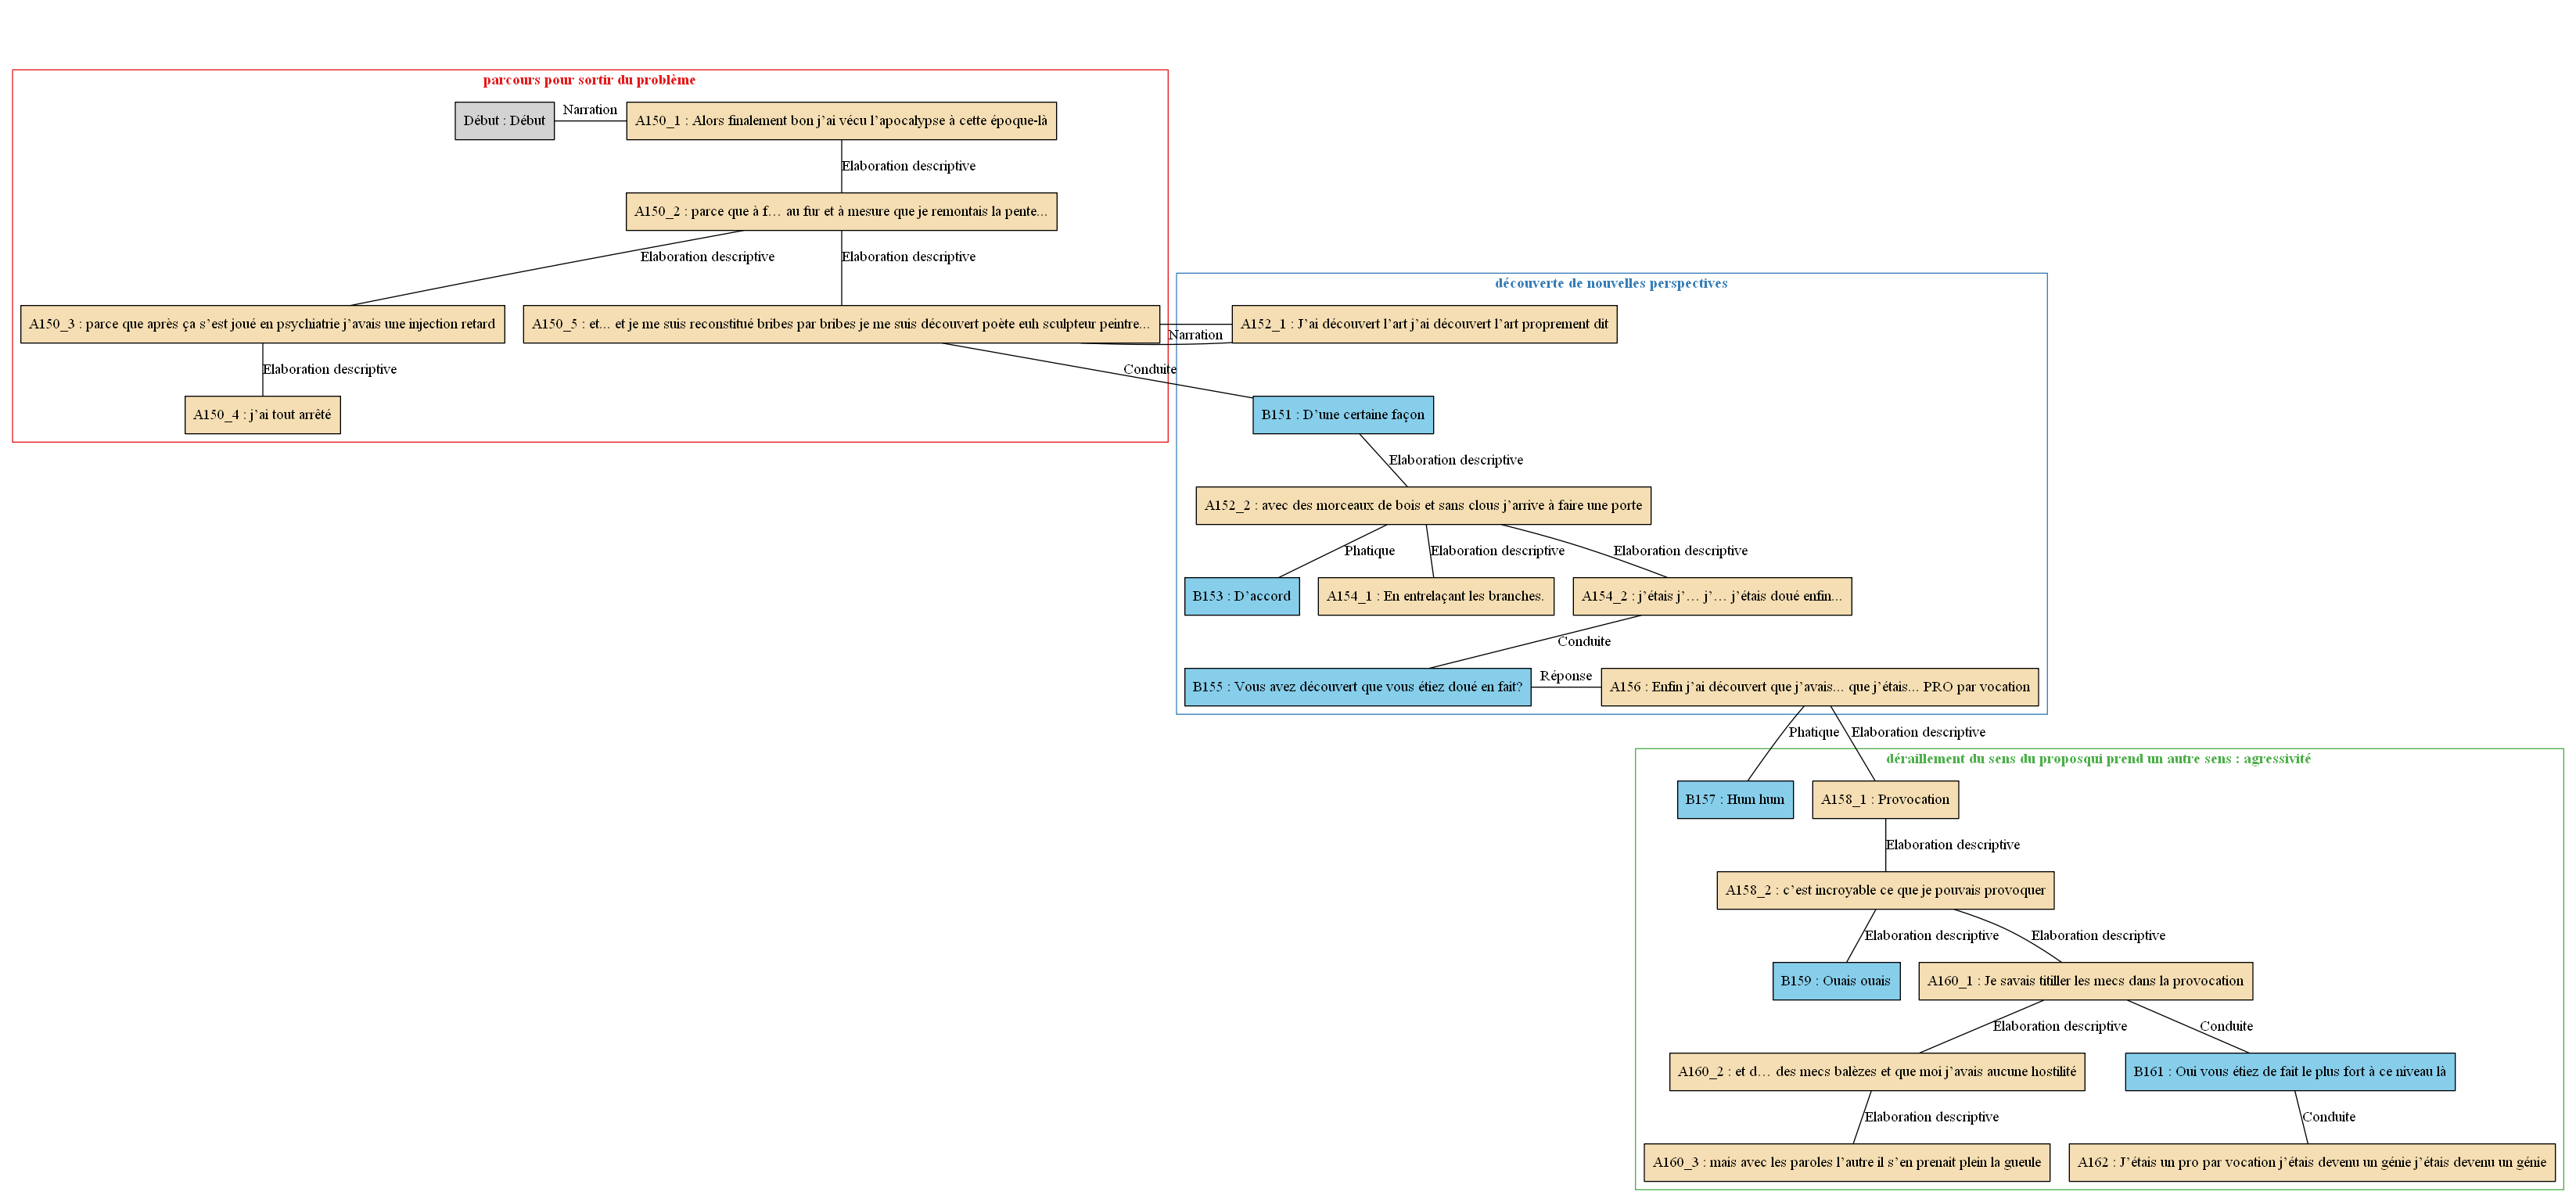 parcours pour sortir du problème
Début : Début
Narration
A150_1 : Alors finalement bon j’ai vécu l’apocalypse à cette époque-là
Elaboration descriptive
A150_2 : parce que à f… au fur et à mesure que je remontais la pente...
Elaboration descriptive
Elaboration descriptive
découverte de nouvelles perspectives
A150_3 : parce que après ça s’est joué en psychiatrie j’avais une injection retard
A150_5 : et... et je me suis reconstitué bribes par bribes je me suis découvert poète euh sculpteur peintre...
Narration
A152_1 : J’ai découvert l’art j’ai découvert l’art proprement dit
Elaboration descriptive
Conduite
A150_4 : j’ai tout arrêté
B151 : D’une certaine façon
Elaboration descriptive
A152_2 : avec des morceaux de bois et sans clous j’arrive à faire une porte
Phatique
Elaboration descriptive
Elaboration descriptive
B153 : D’accord
A154_1 : En entrelaçant les branches.
A154_2 : j’étais j’… j’… j’étais doué enfin...
Conduite
B155 : Vous avez découvert que vous étiez doué en fait?
Réponse
A156 : Enfin j’ai découvert que j’avais... que j’étais... PRO par vocation
Phatique
Elaboration descriptive
déraillement du sens du proposqui prend un autre sens : agressivité
B157 : Hum hum
A158_1 : Provocation
Elaboration descriptive
A158_2 : c’est incroyable ce que je pouvais provoquer
Elaboration descriptive
Elaboration descriptive
B159 : Ouais ouais
A160_1 : Je savais titiller les mecs dans la provocation
Elaboration descriptive
Conduite
A160_2 : et d… des mecs balèzes et que moi j’avais aucune hostilité
B161 : Oui vous étiez de fait le plus fort à ce niveau là
Elaboration descriptive
Conduite
A160_3 : mais avec les paroles l’autre il s’en prenait plein la gueule
A162 : J’étais un pro par vocation j’étais devenu un génie j’étais devenu un génie